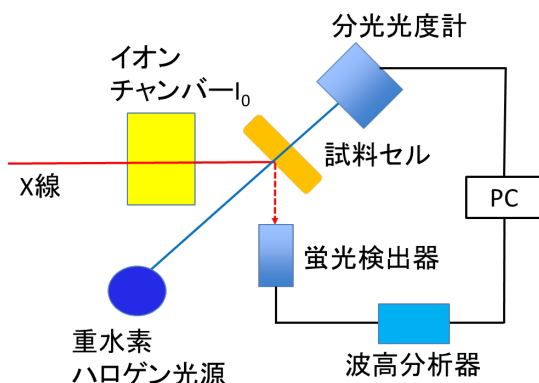 分光光度計
イオン
チャンバーI₀
試料セル
X線
PC
蛍光検出器
重水素
ハロゲン光源
波高分析器